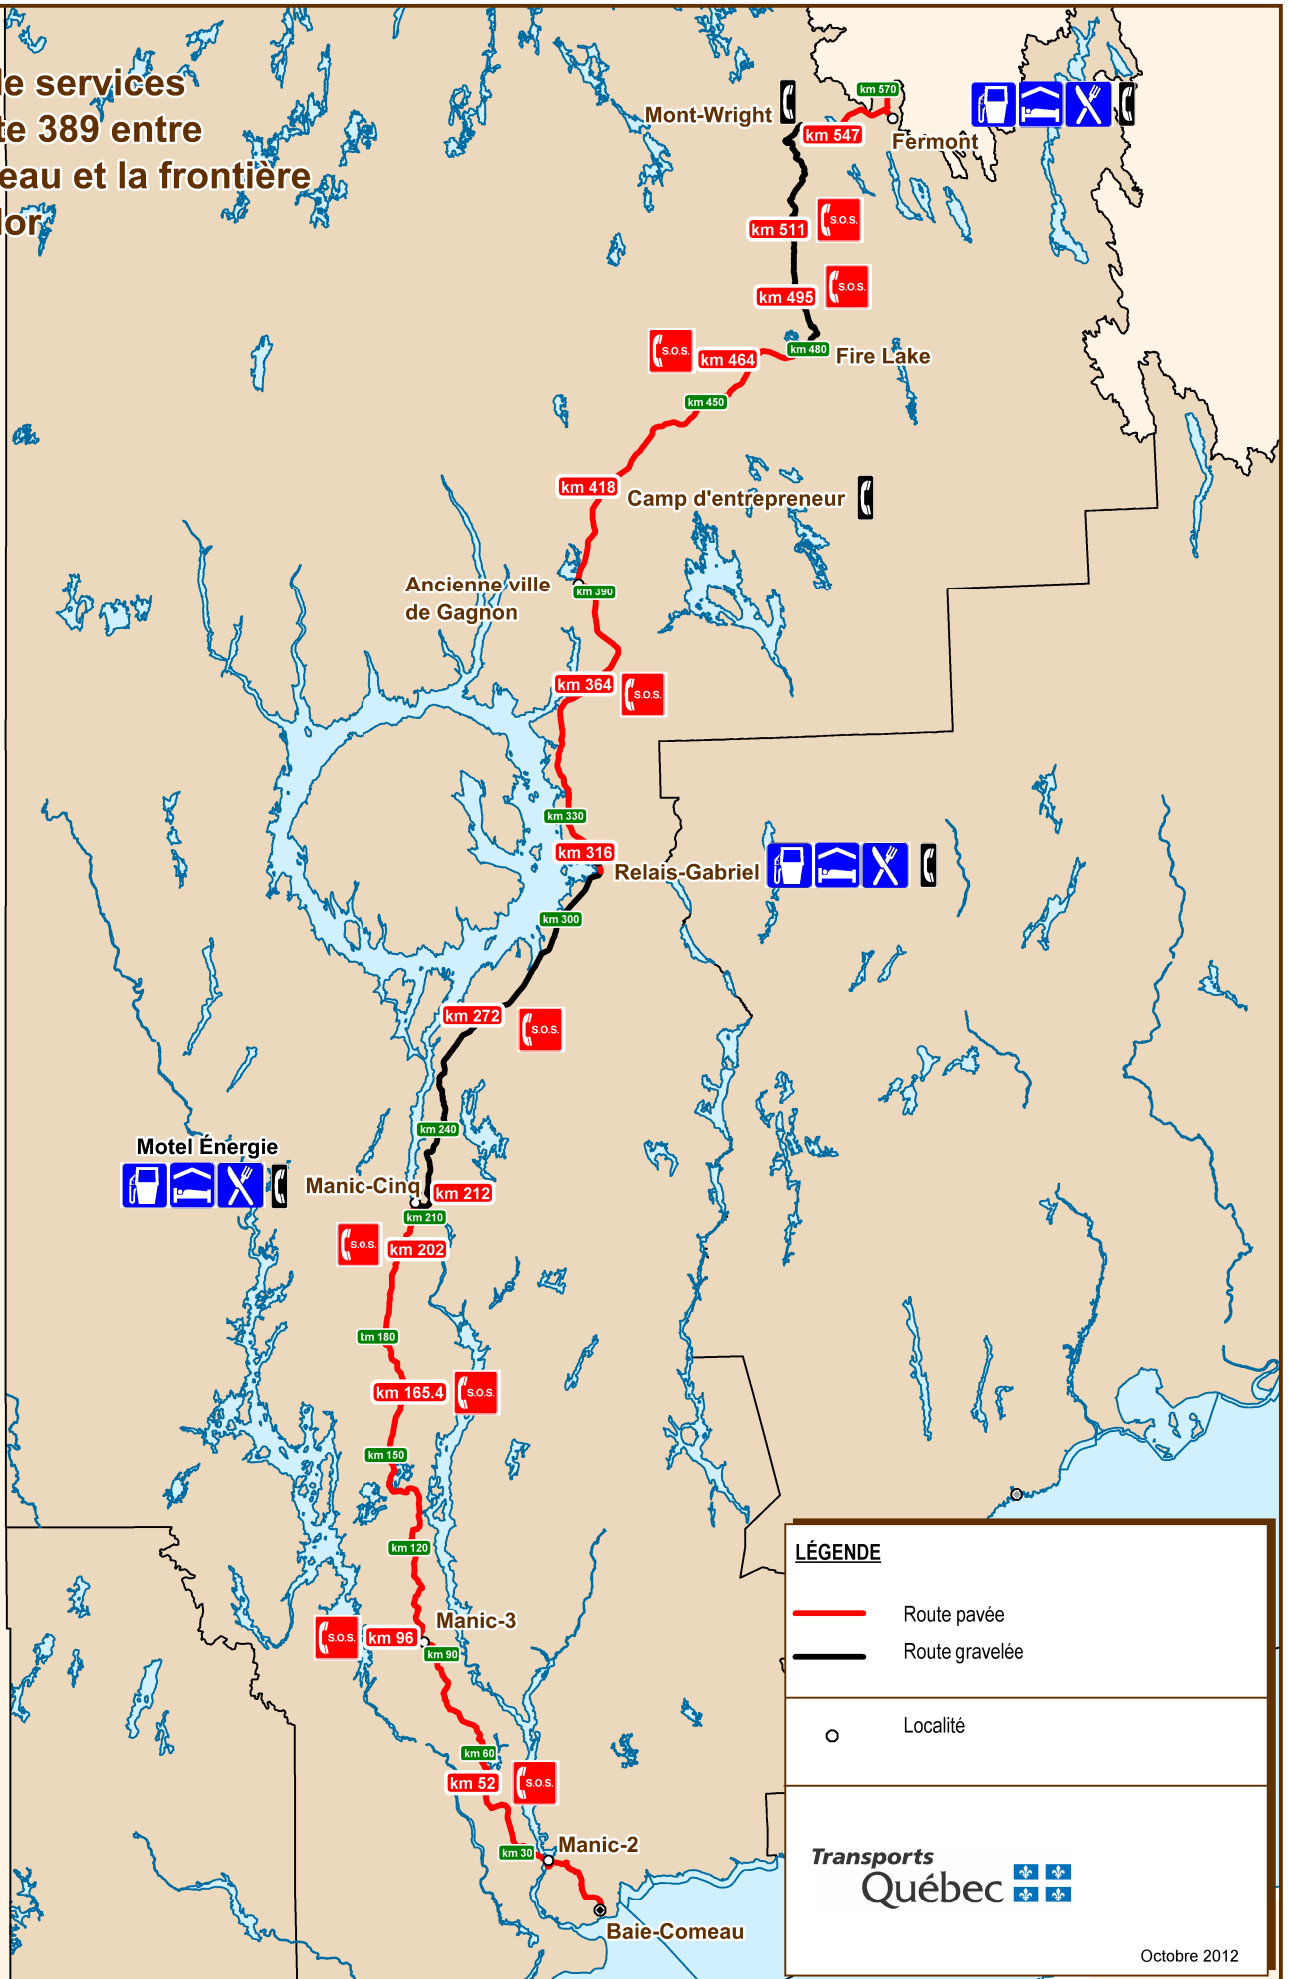 le services
te 389 entre
eau et la frontière
dor
km 570
Mont-Wright
km 547
Fermont
km 511
S.O.S.
km 495
S.O.S.
S.O.S.
km 464
km 480
Fire Lake
km 450
km 418
Camp d'entrepreneur
Ancienne ville
de Gagnon
km 390
km 364
S.O.S.
km 330
km 316
Relais-Gabriel
km 300
km 272
S.O.S.
km 240
Motel Énergie
Manic-Cinq
km 212
km 210
S.O.S.
km 202
km 180
km 165.4
S.O.S.
km 150
km 120
Manic-3
S.O.S.
km 96
km 90
km 60
km 52
S.O.S.
km 30
Manic-2
Baie-Comeau
LÉGENDE
Route pavée
Route gravelée
Localité
Transports
Québec
Octobre 2012